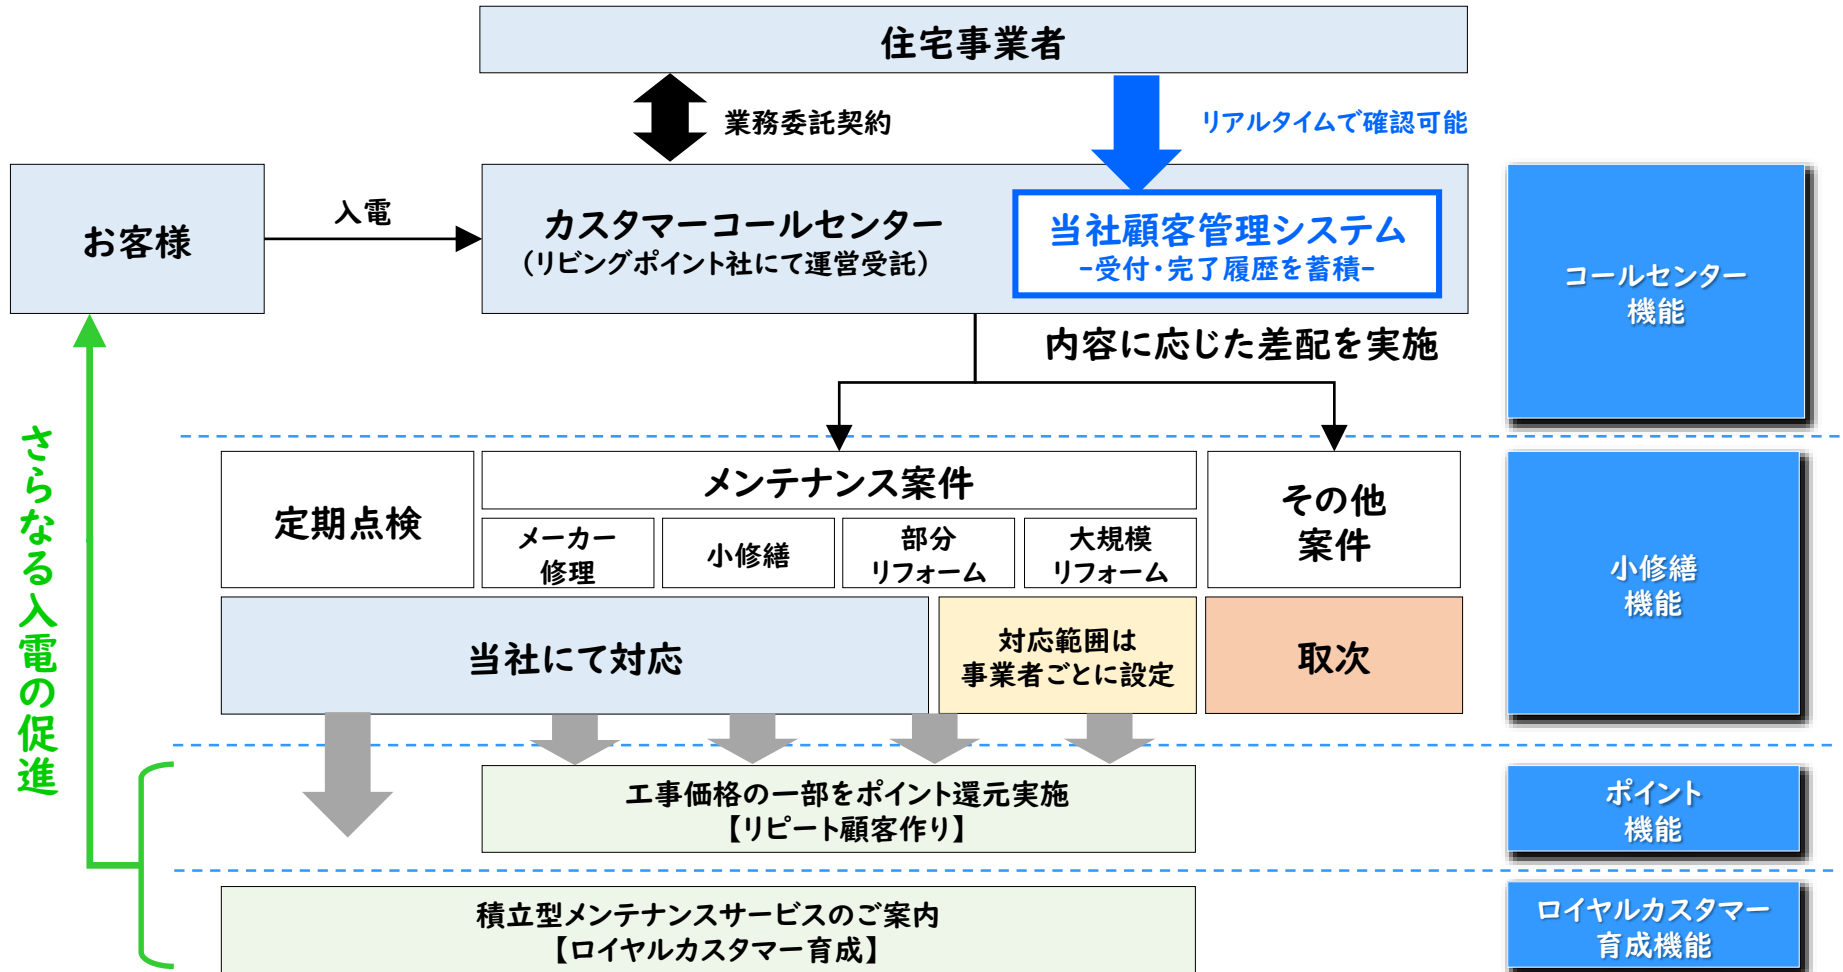 住宅事業者
業務委託契約
リアルタイムで確認可能
お客様
入電
カスタマーコールセンター
（リビングポイント社にて運営受託）
当社顧客管理システム
-受付・完了履歴を蓄積-
コールセンター
機能
内容に応じた差配を実施
さらなる入電の促進
定期点検
メンテナンス案件
メーカー
修理
小修繕
部分
リフォーム
大規模
リフォーム
その他
案件
小修繕
機能
当社にて対応
対応範囲は
事業者ごとに設定
取次
工事価格の一部をポイント還元実施
【リピート顧客作り】
ポイント
機能
積立型メンテナンスサービスのご案内
【ロイヤルカスタマー育成】
ロイヤルカスタマー
育成機能